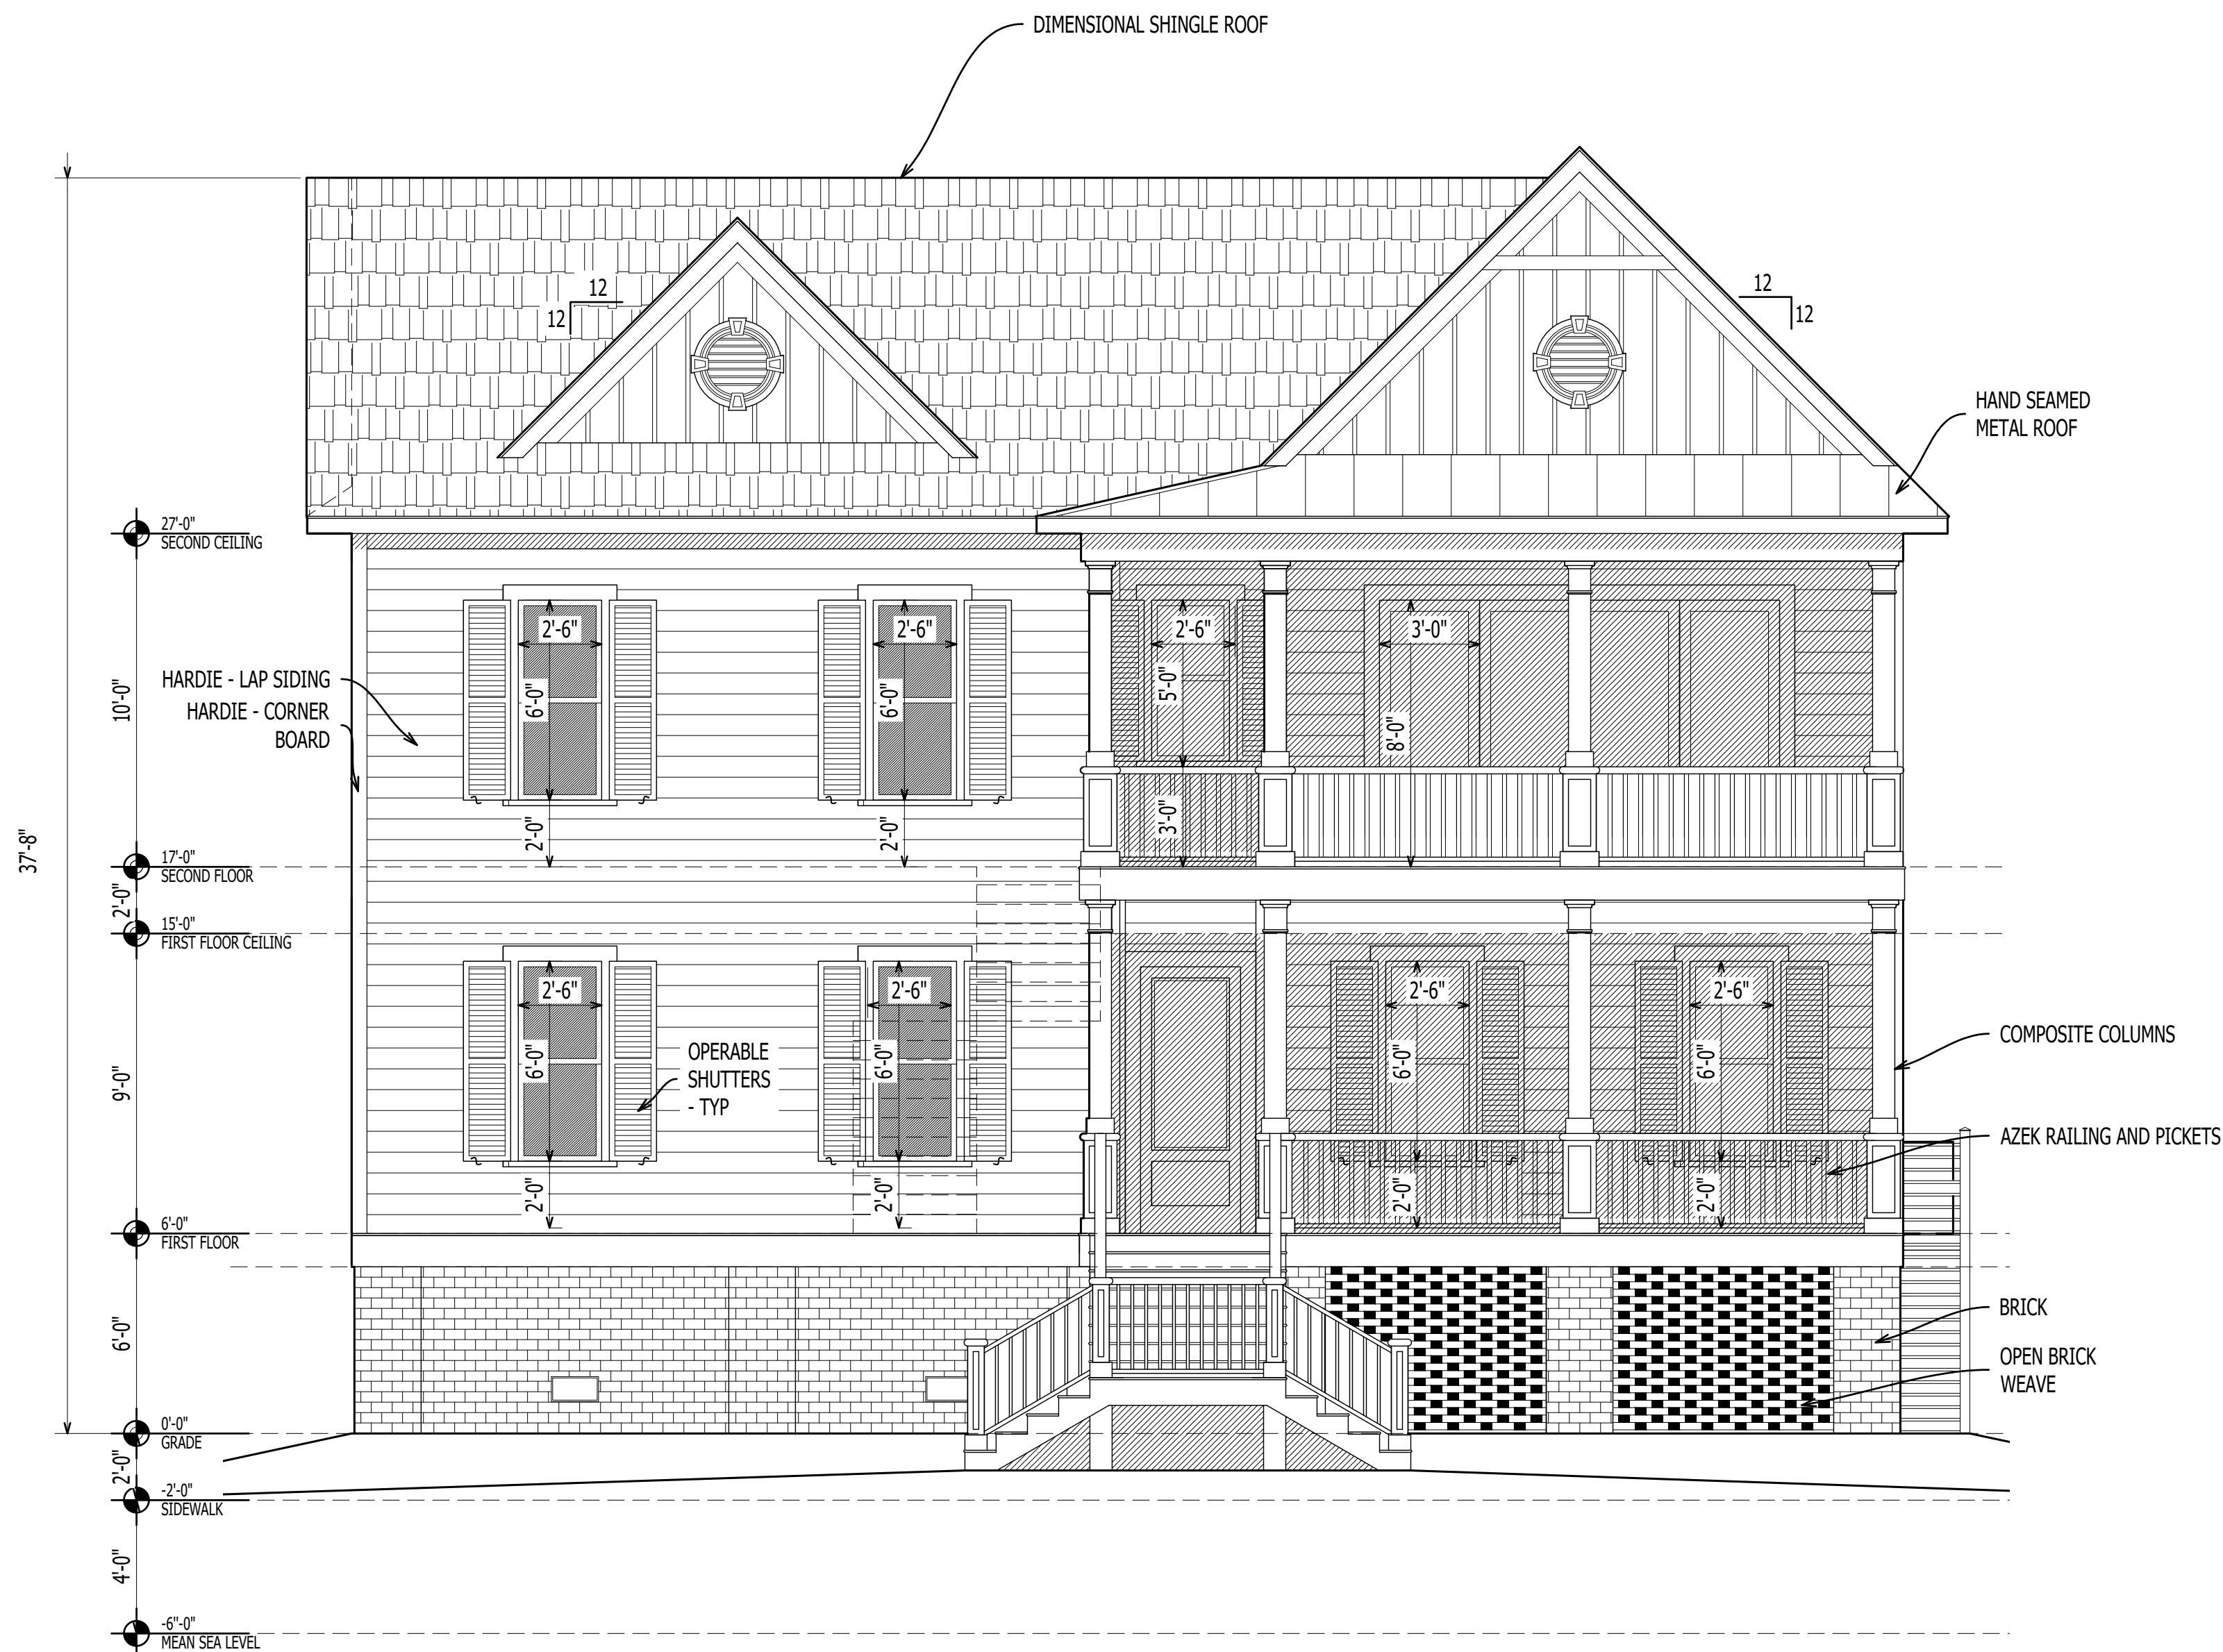 DIMENSIONAL SHINGLE ROOF
12
12
12
12
HAND SEAMED
METAL ROOF
27'-0"
SECOND CEILING
2'-6"
2'-6"
2'-6"
3'-0"
HARDIE - LAP SIDING
HARDIE - CORNER
BOARD
10'-0"
6'-0"
6'-0"
5'-0"
8'-0"
2'-0"
2'-0"
3'-0"
37'-8"
17'-0"
SECOND FLOOR
2'-0"
15'-0"
FIRST FLOOR CEILING
2'-6"
2'-6"
2'-6"
2'-6"
COMPOSITE COLUMNS
9'-0"
6'-0"
OPERABLE
SHUTTERS
- TYP
6'-0"
6'-0"
6'-0"
AZEK RAILING AND PICKETS
2'-0"
2'-0"
2'-0"
2'-0"
6'-0"
FIRST FLOOR
6'-0"
BRICK
OPEN BRICK
WEAVE
0'-0"
GRADE
2'-0"
-2'-0"
SIDEWALK
4'-0"
-6"-0"
MEAN SEA LEVEL